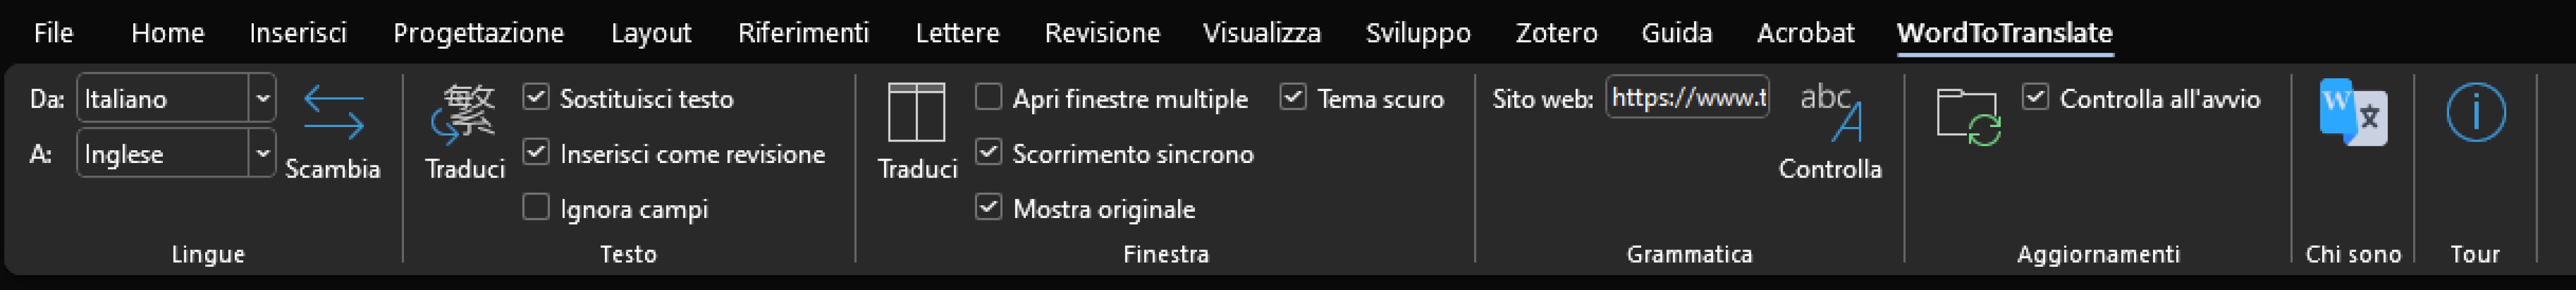 File Home Inserisci Progettazione Layout Riferimenti Lettere Revisione Visualizza Sviluppo Zotero Guida Acrobat WordToTranslate
Da: Italiano
A: Inglese
Scambia
Lingue
Traduci
Sostituisci testo
Inserisci come revisione
Ignora campi
Testo
Traduci
Apri finestre multiple
Tema scuro
Scorrimento sincrono
Mostra originale
Finestra
Sito web: https://www.t
abc A
Controlla
Grammatica
Controlla all'avvio
Aggiornamenti
W 文
Chi sono
i
Tour